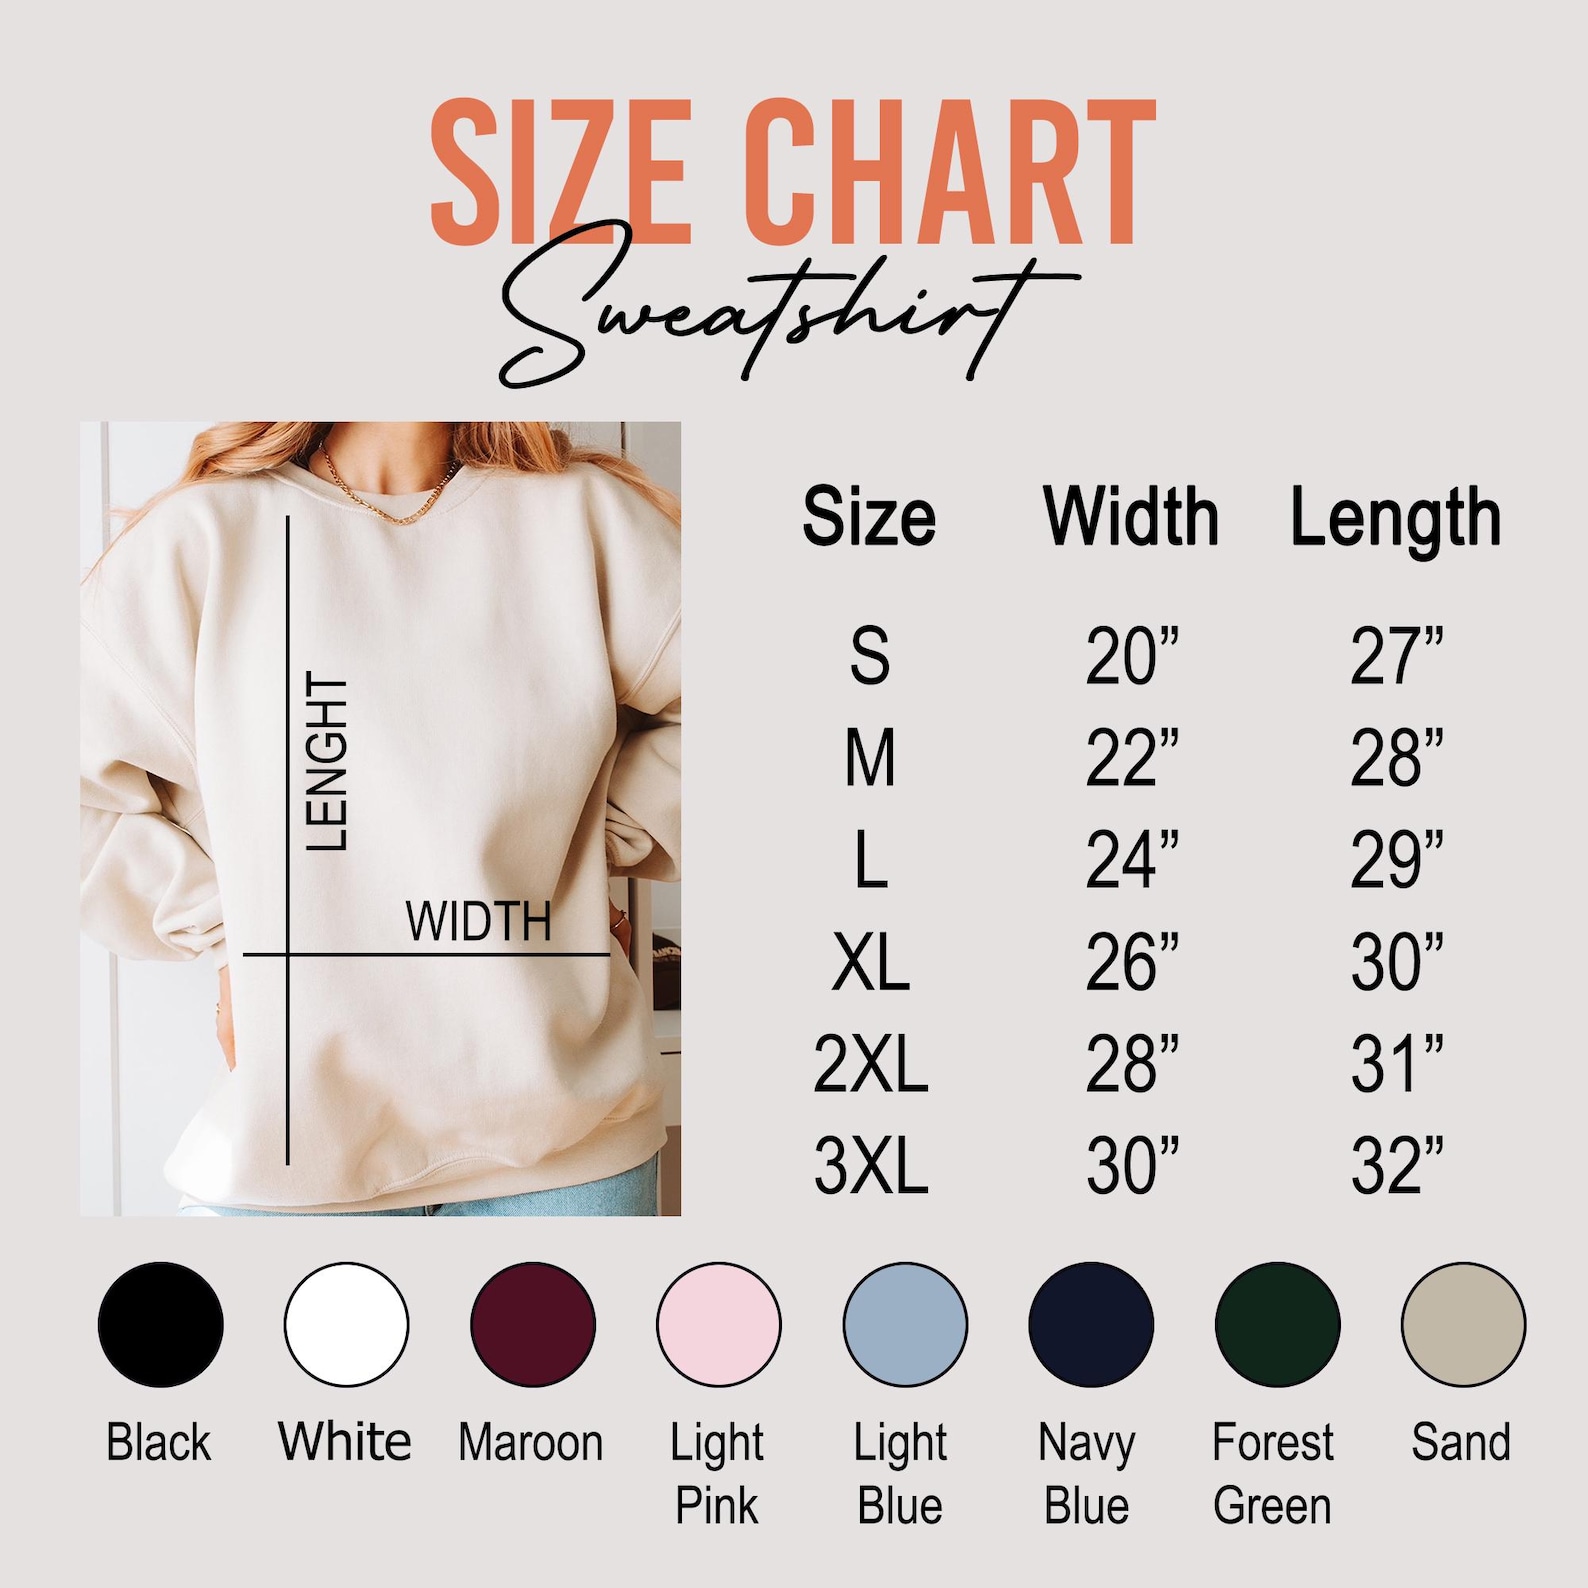 SIZE CHART
Sweatshirt
Size Width Length
S 20” 27”
M 22” 28”
L 24” 29”
XL 26” 30”
2XL 28” 31”
3XL 30” 32”
LENGHT
WIDTH
Black White Maroon Light Light Navy Forest Sand
Pink Blue Blue Green